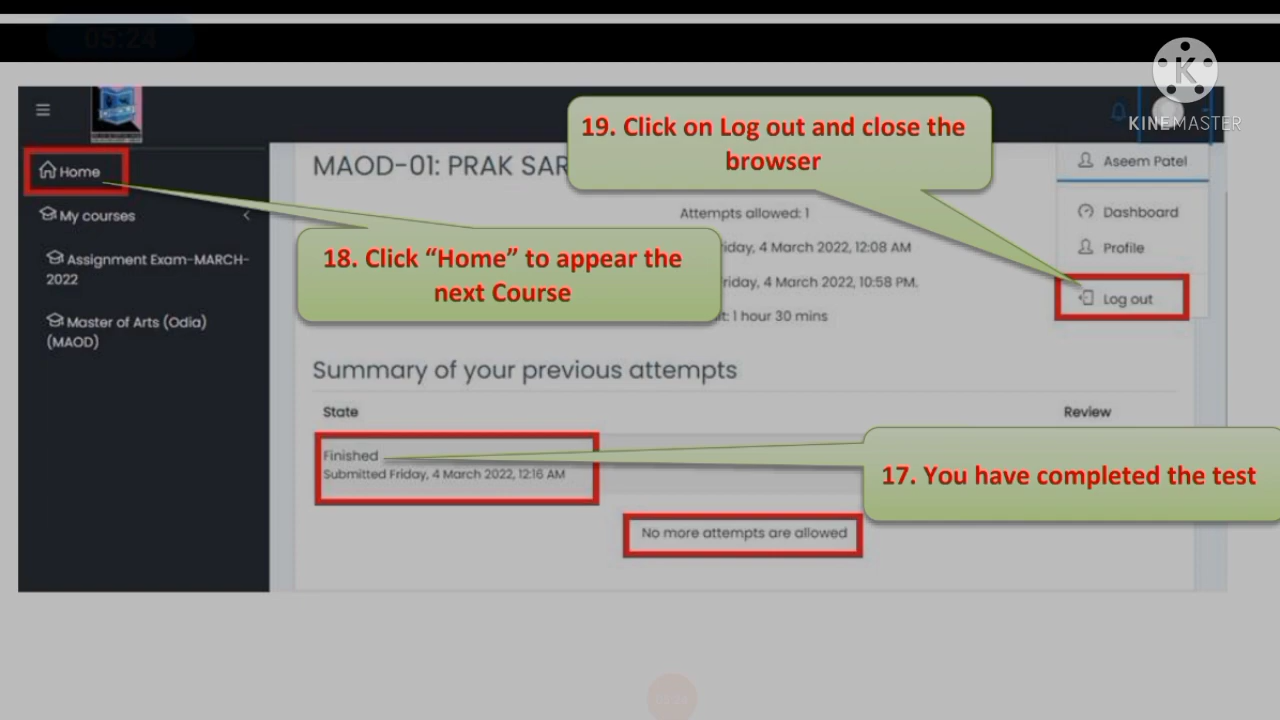 05:24
KINEMASTER
19. Click on Log out and close the
browser
Home
MAOD-01: PRAK SAR
Aseem Patel
My courses
Attempts allowed: 1
Dashboard
Assignment Exam-MARCH-
2022
18. Click “Home” to appear the
next Course
4 March 2022, 12:08 AM
Profile
4 March 2022, 10:58 PM.
Log out
1 hour 30 mins
Master of Arts (Odia)
(MAOD)
Summary of your previous attempts
State
Review
Finished
Submitted Friday, 4 March 2022, 12:16 AM
17. You have completed the test
No more attempts are allowed